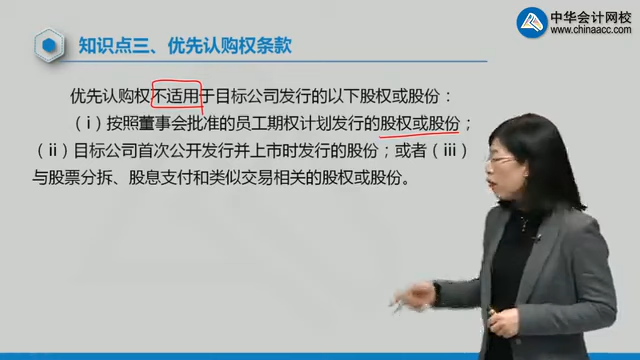 中华会计网校
www.chinaacc.com
知识点三、优先认购权条款
优先认购权不适用于目标公司发行的以下股权或股份：
（i）按照董事会批准的员工期权计划发行的股权或股份；
（ii）目标公司首次公开发行并上市时发行的股份；或者（iii）
与股票分拆、股息支付和类似交易相关的股权或股份。